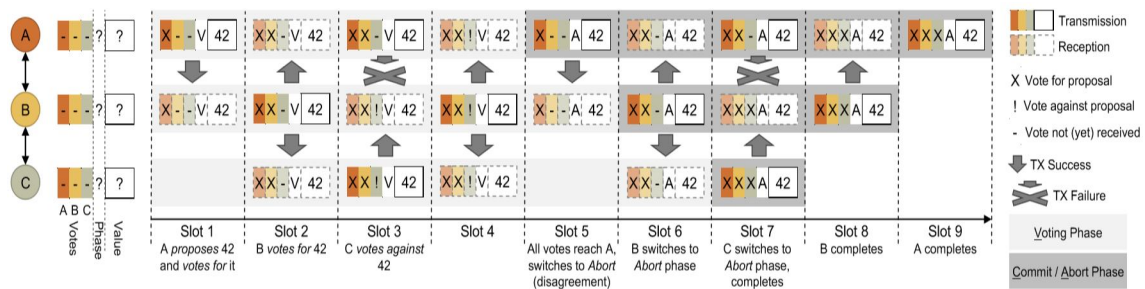 A - - - ? ? X - - V 42 X X - V 42 X X - V 42 X X ! V 42 X - - A 42 X X - A 42 X X - A 42 X X X A 42 X X X A 42
B - - - ? ? X - - V 42 X X - V 42 X X ! V 42 X X ! V 42 X - - A 42 X X - A 42 X X X A 42 X X X A 42
C - - - ? ? X X - V 42 X X ! V 42 X X ! V 42 X X - A 42 X X X A 42
A B C
Votes
Phase
Value
Slot 1
A proposes 42
and votes for it
Slot 2
B votes for 42
Slot 3
C votes against
42
Slot 4
Slot 5
All votes reach A,
switches to Abort
(disagreement)
Slot 6
B switches to
Abort phase
Slot 7
C switches to
Abort phase,
completes
Slot 8
B completes
Slot 9
A completes
Transmission
Reception
X Vote for proposal
! Vote against proposal
- Vote not (yet) received
TX Success
TX Failure
Voting Phase
Commit / Abort Phase